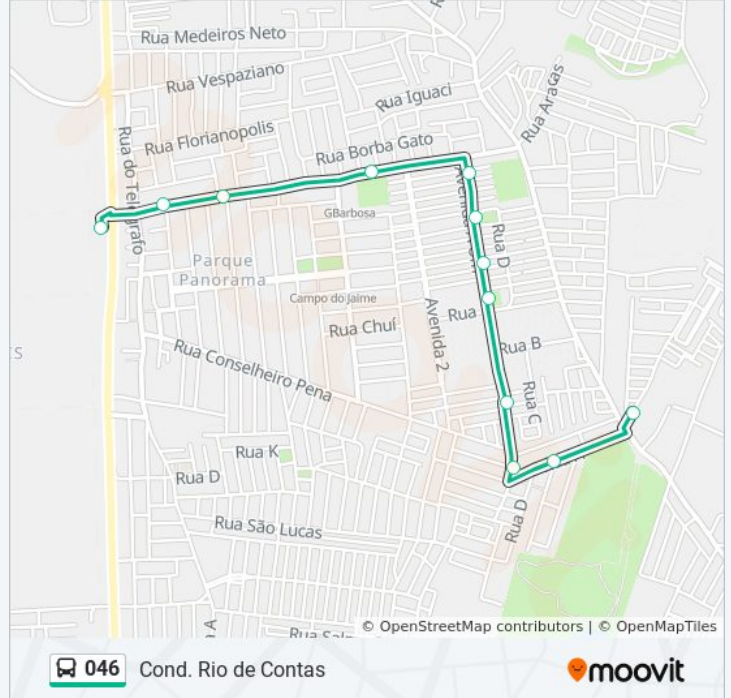 Rua Medeiros Neto
Rua Vespaziano
Rua Iguaci
Rua Araças
Rua Florianopolis
Rua Borba Gato
Rua do Telegrafo
GBarbosa
Rua D
Parque
Panorama
Campo do Jaime
Rua
Rua Chuí
Avenida 2
Rua B
Rua Conselheiro Pena
Rua C
Rua K
Rua D
Rua D
Rua São Lucas
© OpenStreetMap contributors | © OpenMapTiles
046 Cond. Rio de Contas
moovit